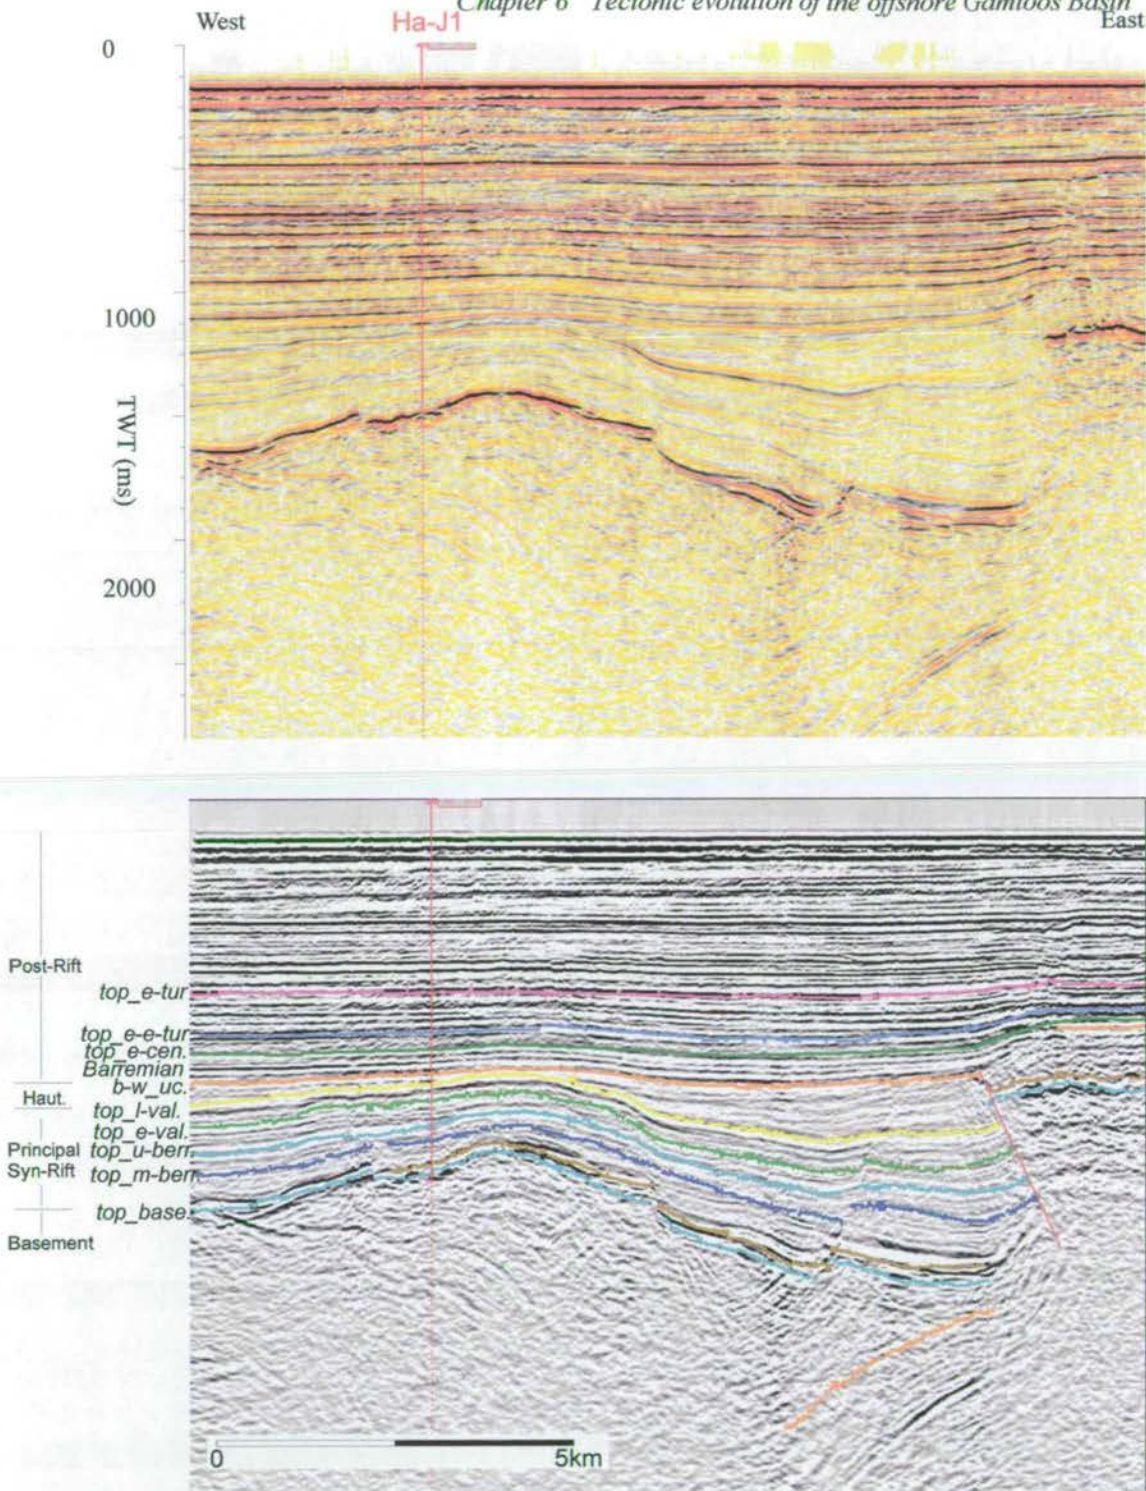 Chapter 6 Tectonic evolution of the offshore Gamtoos Basin
West
East
Ha-J1
0
1000
TWT (ms)
2000
Post-Rift
top_e-tur
top_e-e-tur
top_e-cen.
Barremian
b-w_uc.
Haut.
top_l-val.
top_e-val.
Principal
Syn-Rift
top_u-berr.
top_m-berr.
top_base.
Basement
0
5km